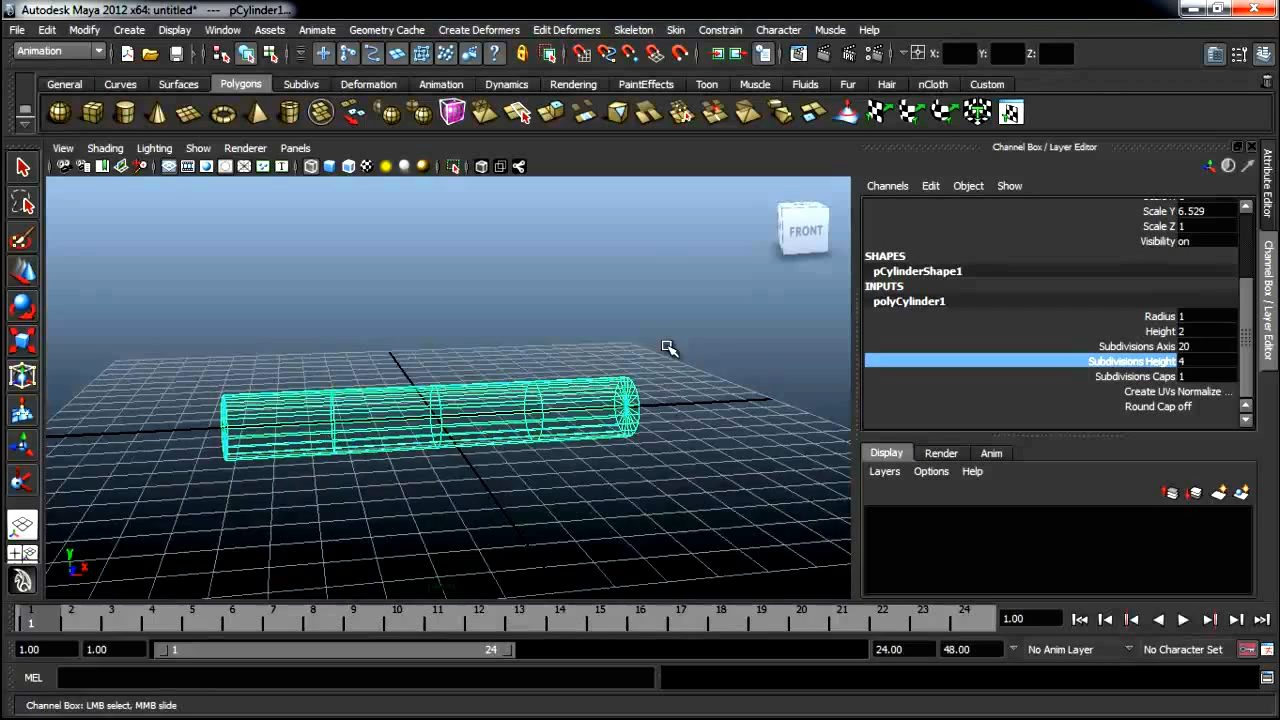 Autodesk Maya 2012 x64: untitled* --- pCylinder1...
File Edit Modify Create Display Window Assets Animate Geometry Cache Create Deformers Edit Deformers Skeleton Skin Constrain Character Muscle Help
Animation X: Y: Z:
General Curves Surfaces Polygons Subdivs Deformation Animation Dynamics Rendering PaintEffects Toon Muscle Fluids Fur Hair nCloth Custom
View Shading Lighting Show Renderer Panels
Channel Box / Layer Editor
Channels Edit Object Show
Scale Y 6.529
Scale Z 1
Visibility on
SHAPES
pCylinderShape1
INPUTS
polyCylinder1
Radius 1
Height 2
Subdivisions Axis 20
Subdivisions Height 4
Subdivisions Caps 1
Create UVs Normalize ...
Round Cap off
Attribute Editor
Channel Box / Layer Editor
FRONT
y
x
Display Render Anim
Layers Options Help
1 2 3 4 5 6 7 8 9 10 11 12 13 14 15 16 17 18 19 20 21 22 23 24
1
1.00
1.00 1.00 1 24 24.00 48.00 No Anim Layer No Character Set
MEL
Channel Box: LMB select, MMB slide